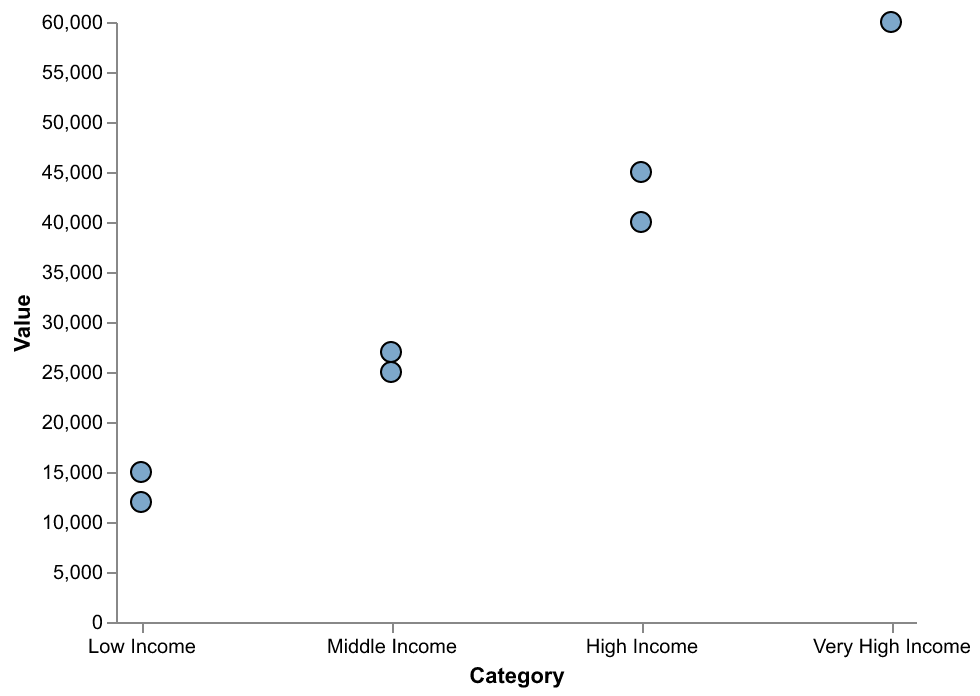 60,000
55,000
50,000
45,000
40,000
35,000
30,000
25,000
20,000
15,000
10,000
5,000
0
Value
Low Income
Middle Income
High Income
Very High Income
Category